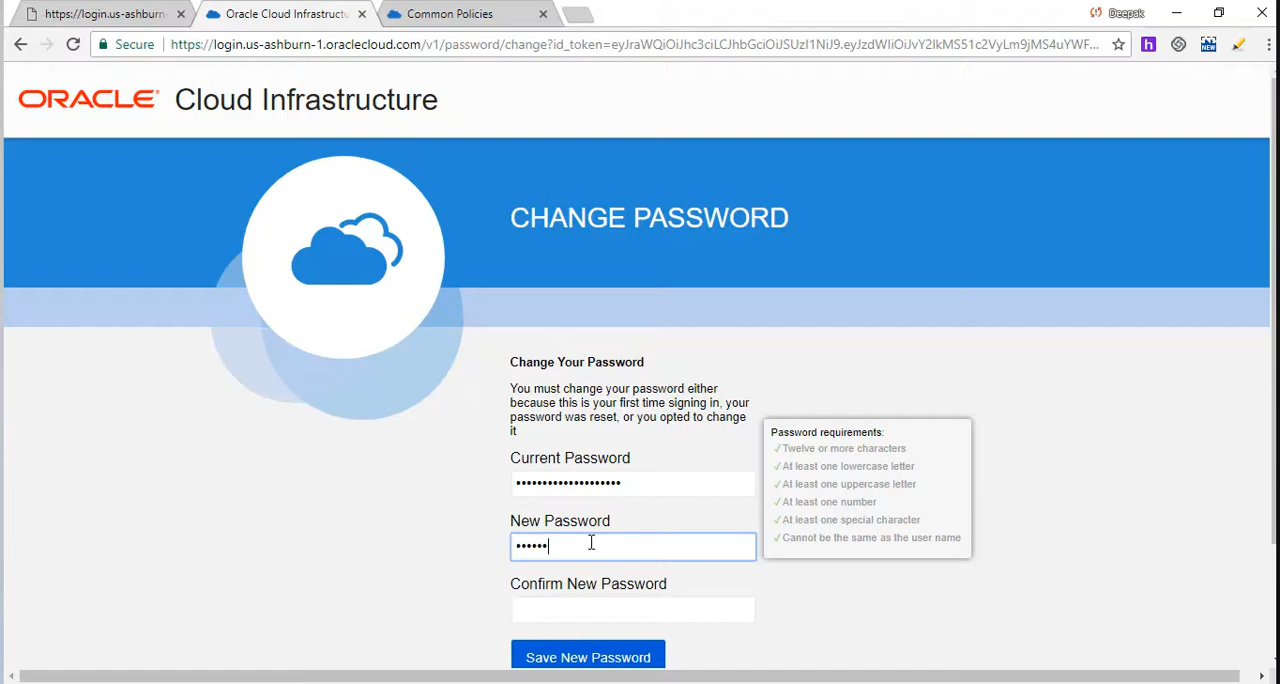 https://login.us-ashburn
Oracle Cloud Infrastructu
Common Policies
Deepak
Secure
https://login.us-ashburn-1.oraclecloud.com/v1/password/change?id_token=eyJraWQiOiJhc3ciLCJhbGciOiJSUzI1NiJ9.eyJzdWIiOiJvY2lkMS51c2VyLm9jMS4uYWF...
h
NEW
ORACLE® Cloud Infrastructure
CHANGE PASSWORD
Change Your Password
You must change your password either
because this is your first time signing in, your
password was reset, or you opted to change
it
Current Password
New Password
Confirm New Password
Save New Password
Password requirements:
✓Twelve or more characters
✓At least one lowercase letter
✓At least one uppercase letter
✓At least one number
✓At least one special character
✓Cannot be the same as the user name